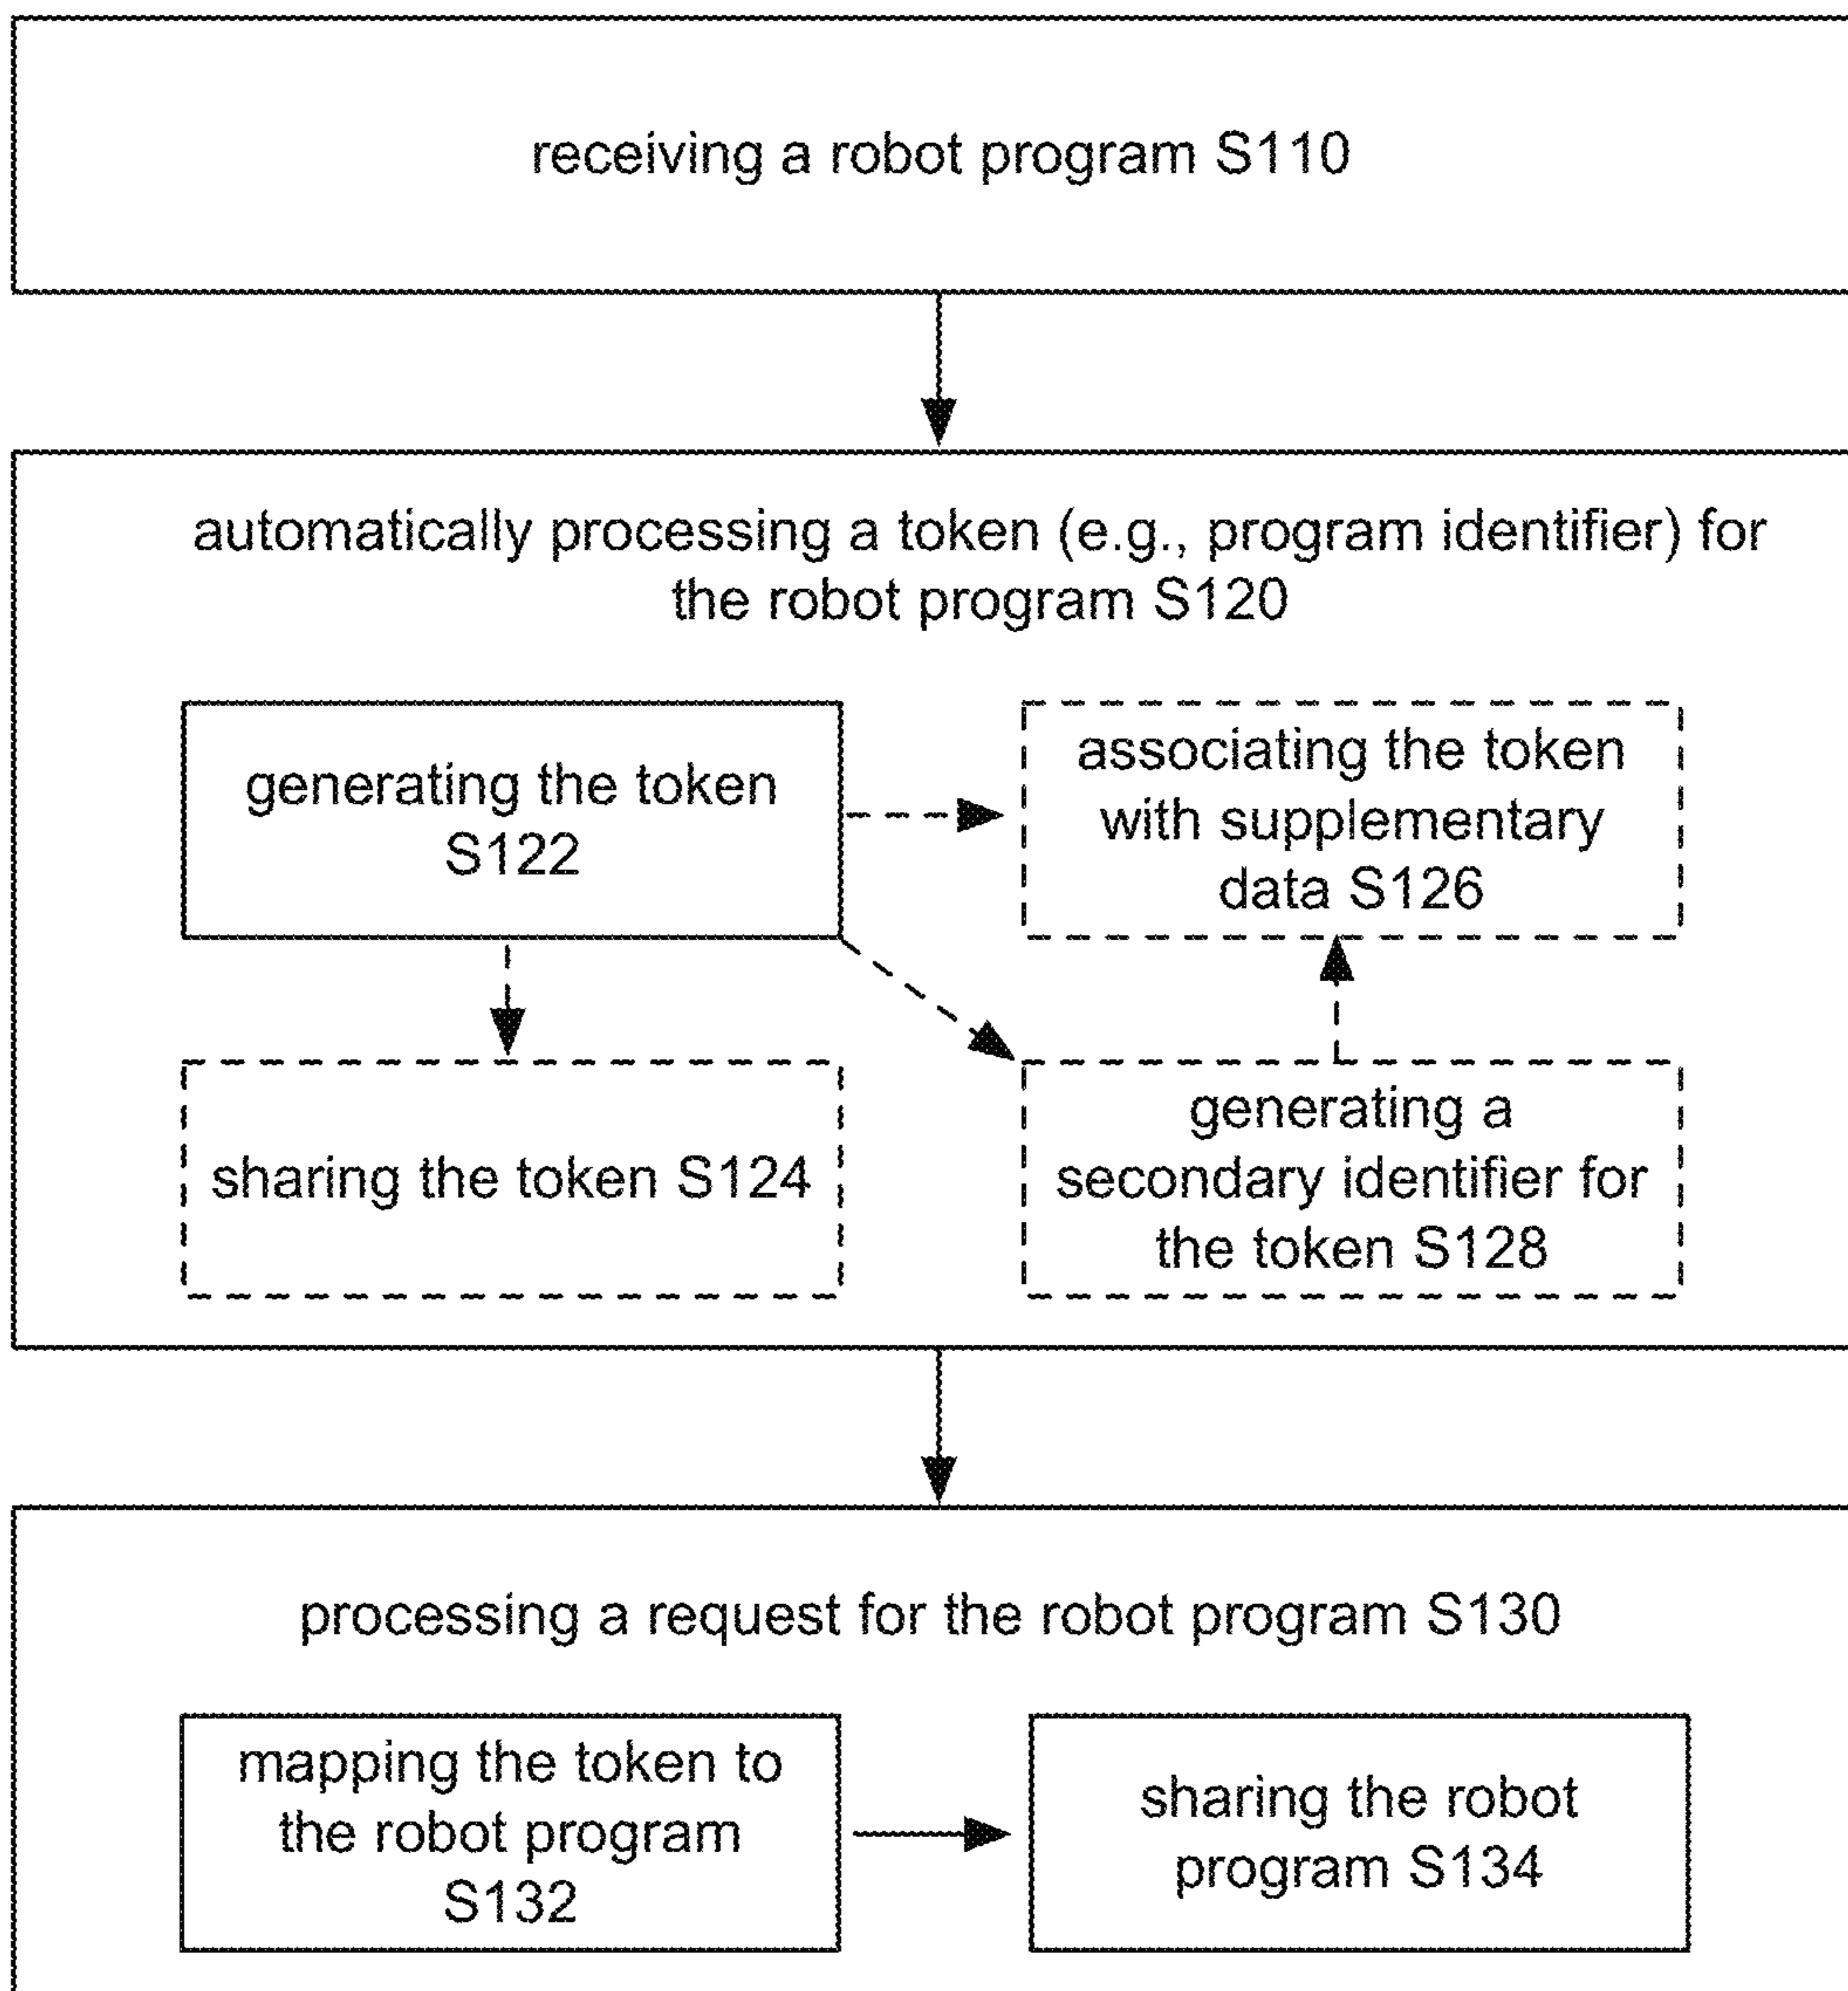 receiving a robot program S110
automatically processing a token (e.g., program identifier) for
the robot program S120
generating the token
S122
associating the token
with supplementary
data S126
sharing the token S124
generating a
secondary identifier for
the token S128
processing a request for the robot program S130
mapping the token to
the robot program
S132
sharing the robot
program S134